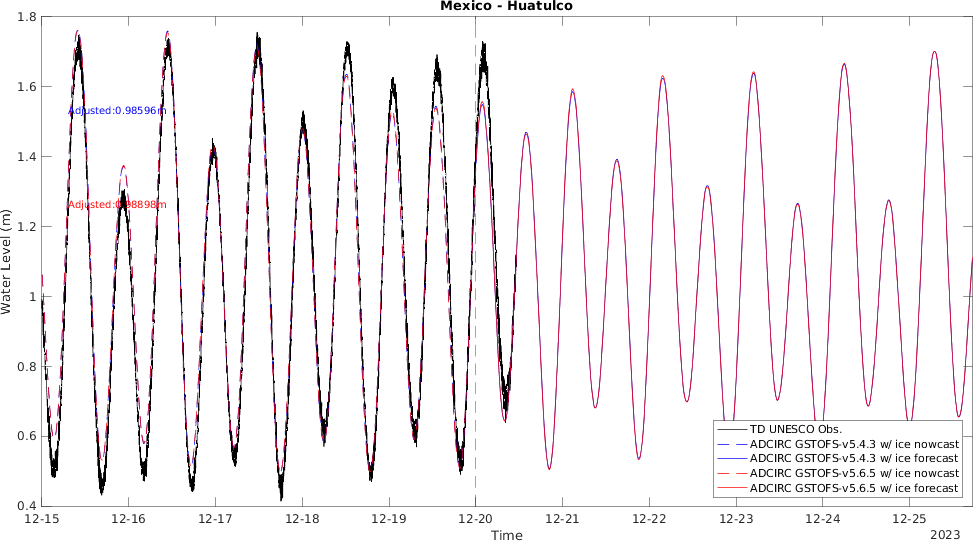 Mexico - Huatulco
1.8
1.6
1.4
1.2
1
0.8
0.6
0.4
Water Level (m)
Adjusted:0.98596m
Adjusted:0.98898m
TD UNESCO Obs.
ADCIRC GSTOFS-v5.4.3 w/ ice nowcast
ADCIRC GSTOFS-v5.4.3 w/ ice forecast
ADCIRC GSTOFS-v5.6.5 w/ ice nowcast
ADCIRC GSTOFS-v5.6.5 w/ ice forecast
12-15 12-16 12-17 12-18 12-19 12-20 12-21 12-22 12-23 12-24 12-25
Time
2023